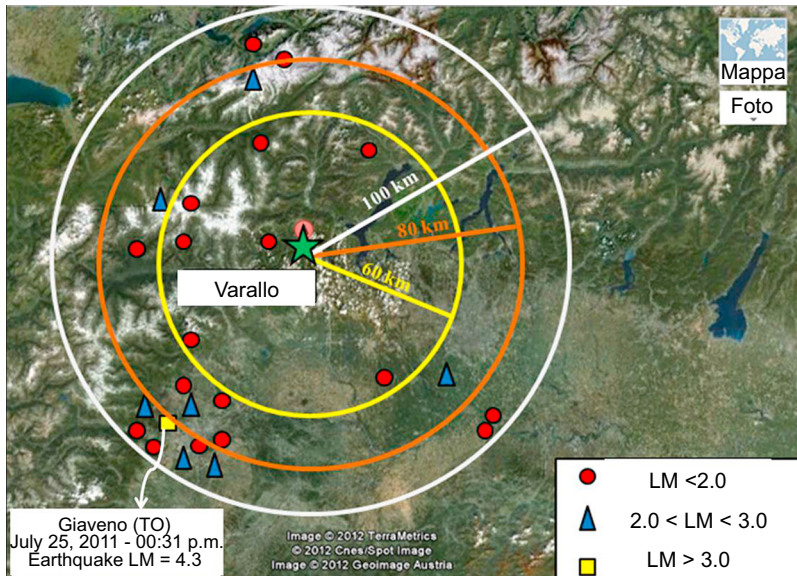 Mappa
Foto
100 km
80 km
60 km
Varallo
Giaveno (TO)
July 25, 2011 - 00:31 p.m.
Earthquake LM = 4.3
Image © 2012 TerraMetrics
© 2012 Cnes/Spot Image
Image © 2012 Geoimage Austria
LM <2.0
2.0 < LM < 3.0
LM > 3.0